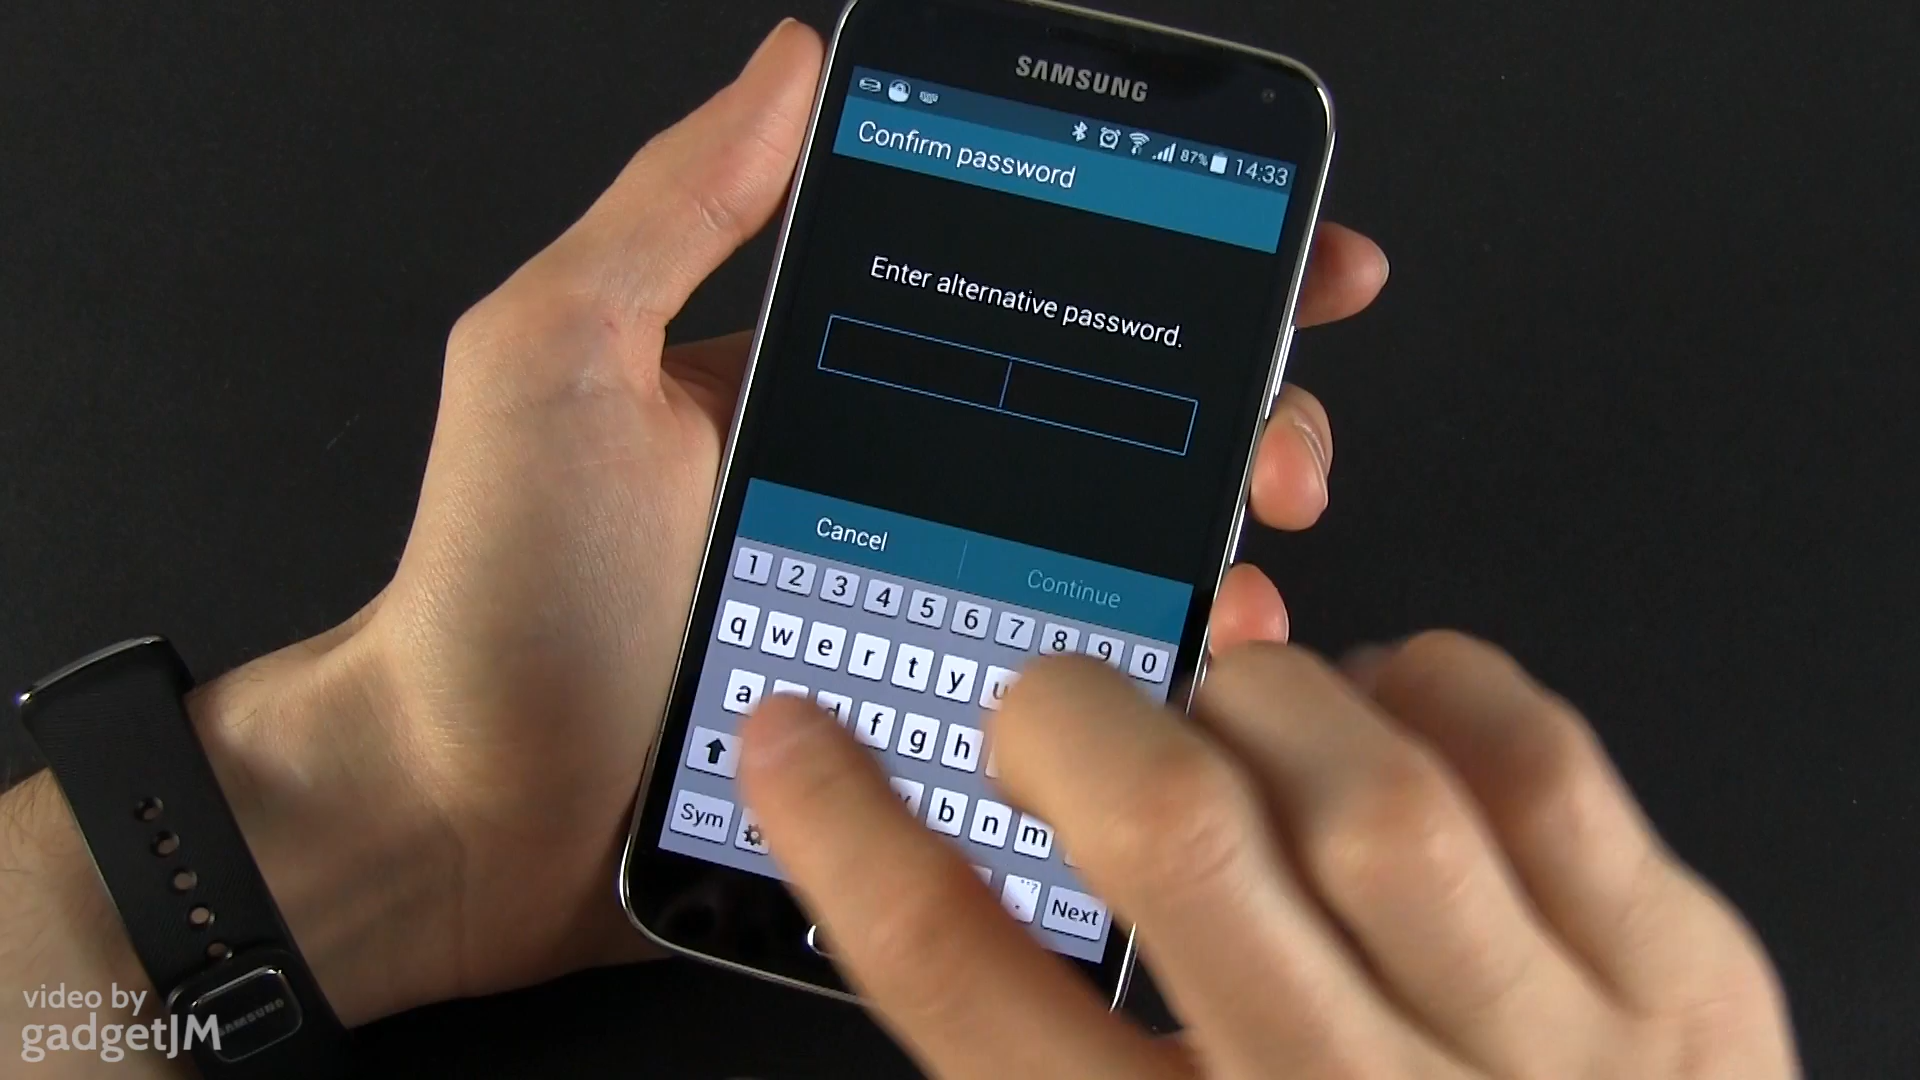 SAMSUNG
87% 14:33
Confirm password
Enter alternative password.
Cancel
Continue
1 2 3 4 5 6 7 8 9 0
q w e r t y u
a d f g h
v b n m
Sym
Next
SAMSUNG
video by
gadgetJM